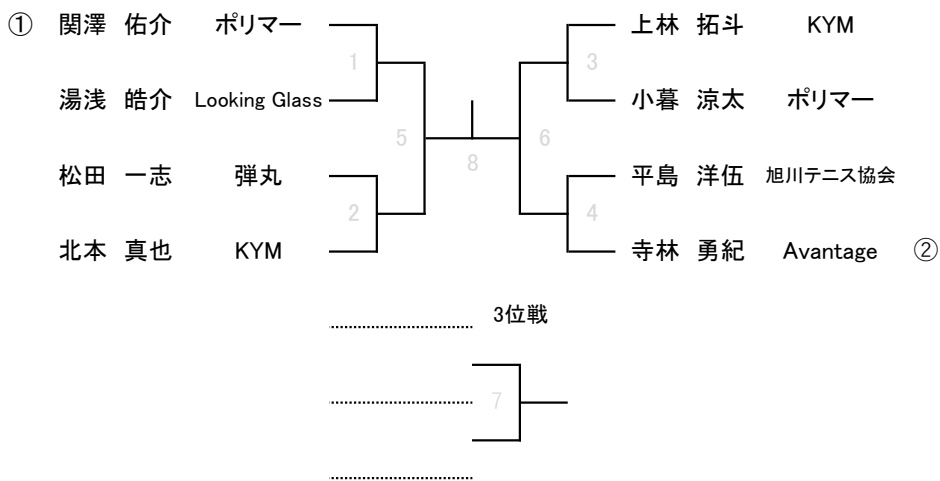 ① 関澤 佑介 ポリマー
1
湯浅 皓介 Looking Glass
5
松田 一志 弾丸
2
北本 真也 KYM
8
上林 拓斗 KYM
3
小暮 涼太 ポリマー
6
平島 洋伍 旭川テニス協会
4
寺林 勇紀 Avantage ②
3位戦
7